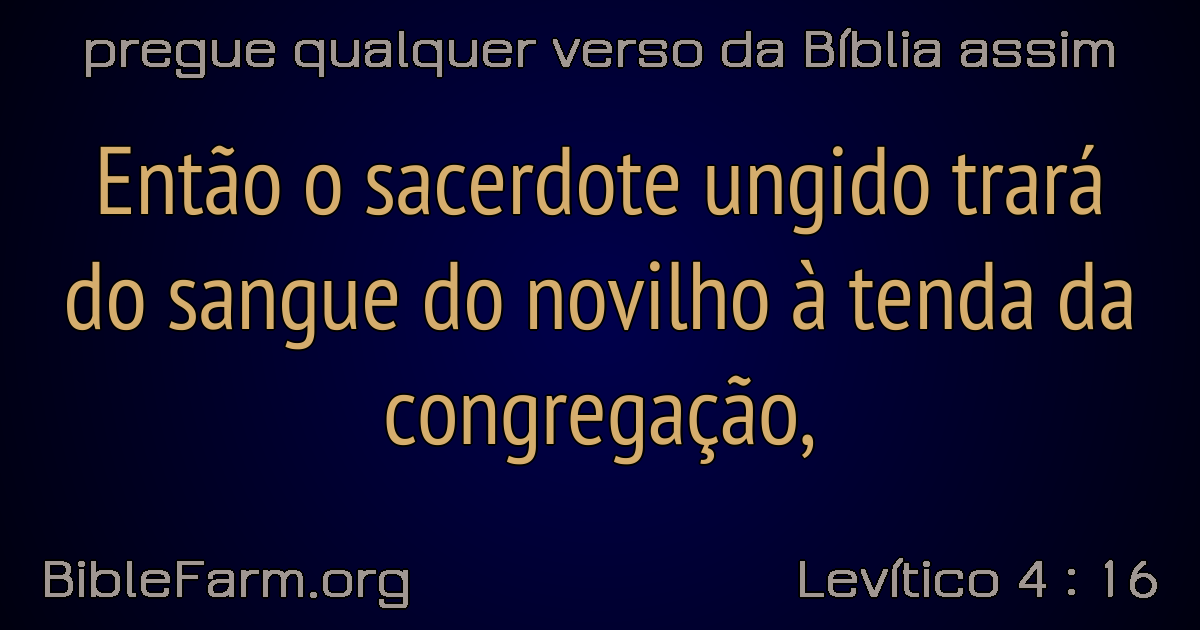 pregue qualquer verso da Bíblia assim
Então o sacerdote ungido trará
do sangue do novilho à tenda da
congregação,
BibleFarm.org
Levítico 4 : 16